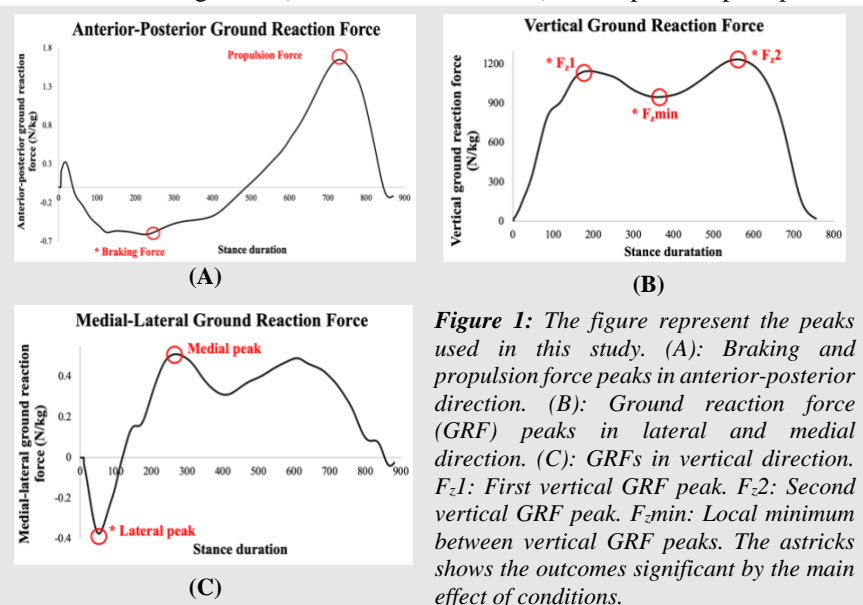 Anterior-Posterior Ground Reaction Force
1.8
Propulsion Force
1.3
0.8
0.3
0 100 200 300 400 500 600 700 800 900
-0.2
-0.7
Anterior-posterior ground reaction
force (N/kg)
* Braking Force
Stance duration
(A)
Vertical Ground Reaction Force
* Fz1
* Fz2
* Fzmin
1200
900
600
300
0
0 100 200 300 400 500 600 700 800
Vertical ground reaction force
(N/kg)
Stance duratation
(B)
Medial-Lateral Ground Reaction Force
Medial peak
0.4
0.2
0
0 100 200 300 400 500 600 700 800 900
-0.2
-0.4
Medial-lateral ground reaction
force (N/kg)
* Lateral peak
Stance duration
(C)
Figure 1: The figure represent the peaks
used in this study. (A): Braking and
propulsion force peaks in anterior-posterior
direction. (B): Ground reaction force
(GRF) peaks in lateral and medial
direction. (C): GRFs in vertical direction.
Fz1: First vertical GRF peak. Fz2: Second
vertical GRF peak. Fzmin: Local minimum
between vertical GRF peaks. The astricks
shows the outcomes significant by the main
effect of conditions.